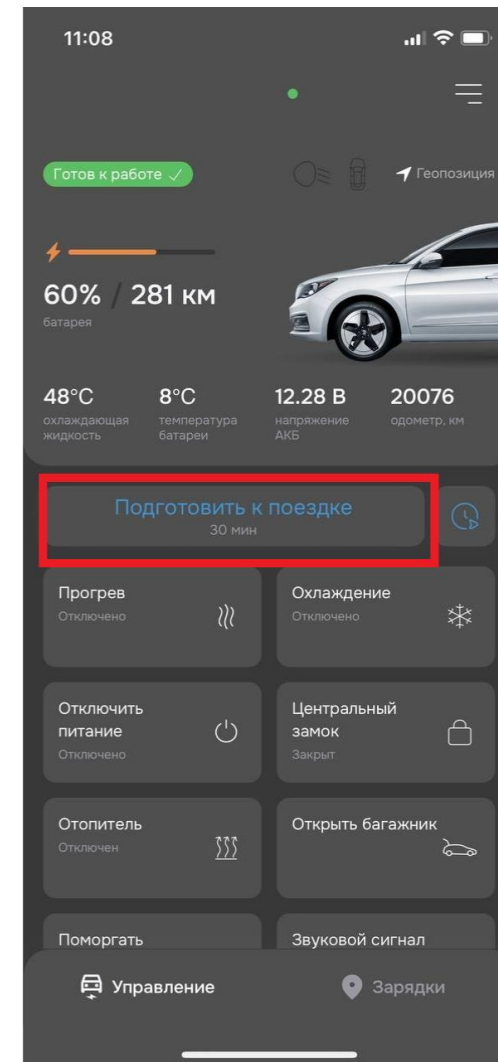 11:08
Готов к работе ✓
Геопозиция
60% / 281 км
батарея
48°C 8°C 12.28 В 20076
охлаждающая температура напряжение одометр, км
жидкость батареи АКБ
Подготовить к поездке
30 мин
Прогрев
Отключено
Охлаждение
Отключено
Отключить
питание
Отключено
Центральный
замок
Закрыт
Отопитель
Отключен
Открыть багажник
Поморгать
Звуковой сигнал
Управление
Зарядки